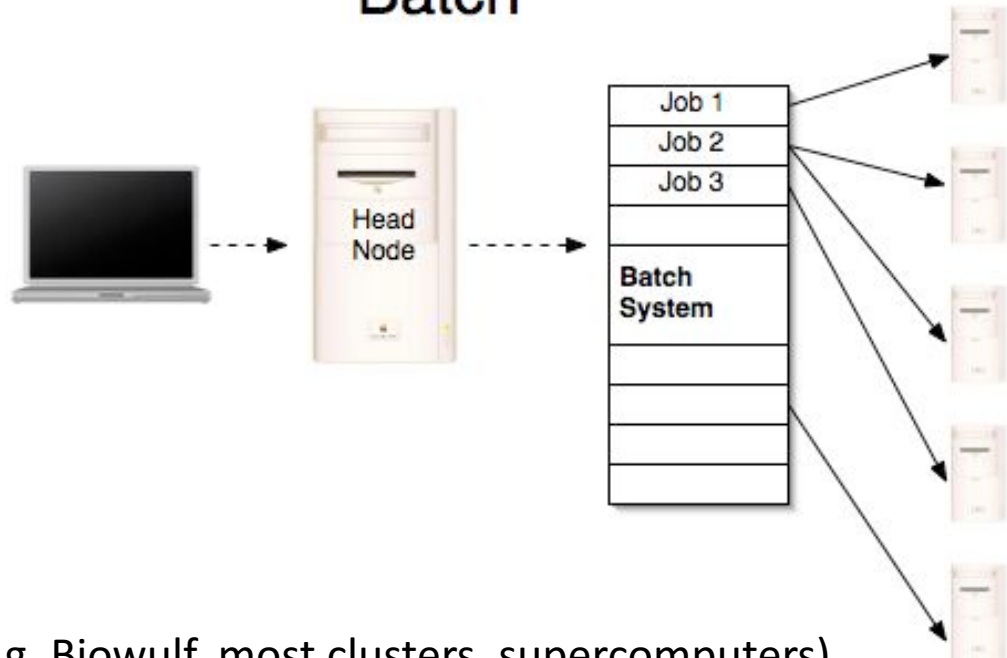 Batch
Job 1
Job 2
Job 3
Head
Node
Batch
System
g. Biowulf, most clusters, supercomputers)